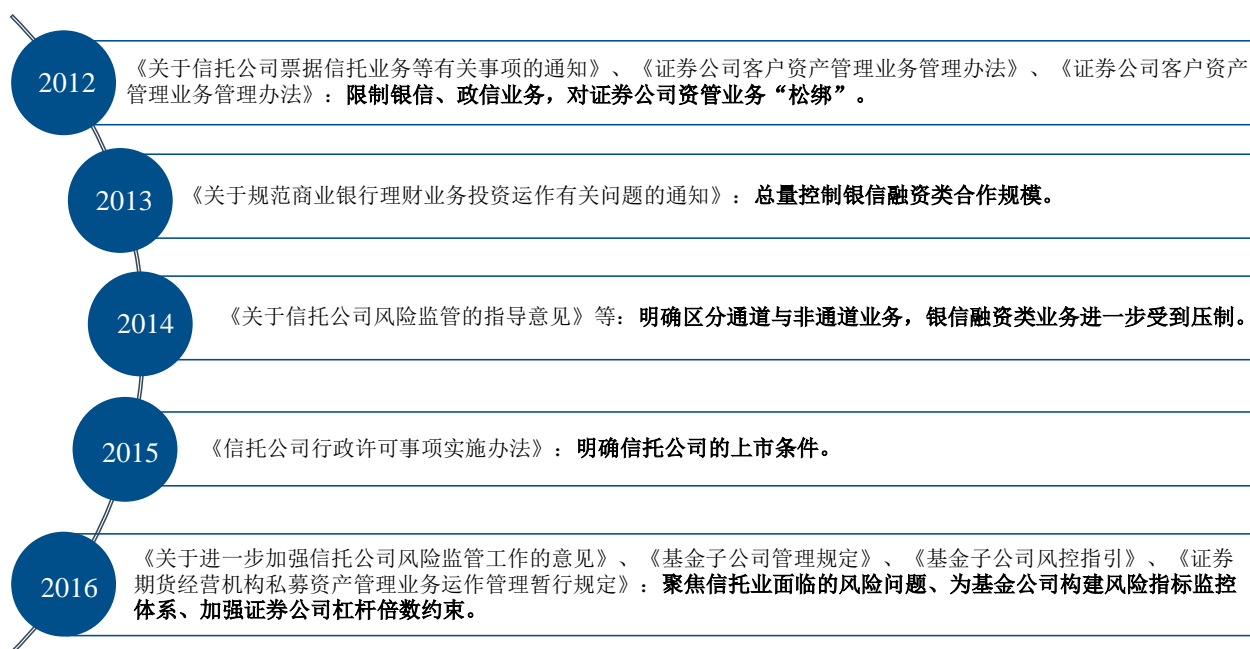 2012
《关于信托公司票据信托业务等有关事项的通知》、《证券公司客户资产管理业务管理办法》、《证券公司客户资产
管理业务管理办法》：限制银信、政信业务，对证券公司资管业务“松绑”。
2013
《关于规范商业银行理财业务投资运作有关问题的通知》：总量控制银信融资类合作规模。
2014
《关于信托公司风险监管的指导意见》等：明确区分通道与非通道业务，银信融资类业务进一步受到压制。
2015
《信托公司行政许可事项实施办法》：明确信托公司的上市条件。
2016
《关于进一步加强信托公司风险监管工作的意见》、《基金子公司管理规定》、《基金子公司风控指引》、《证券
期货经营机构私募资产管理业务运作管理暂行规定》：聚焦信托业面临的风险问题、为基金公司构建风险指标监控
体系、加强证券公司杠杆倍数约束。